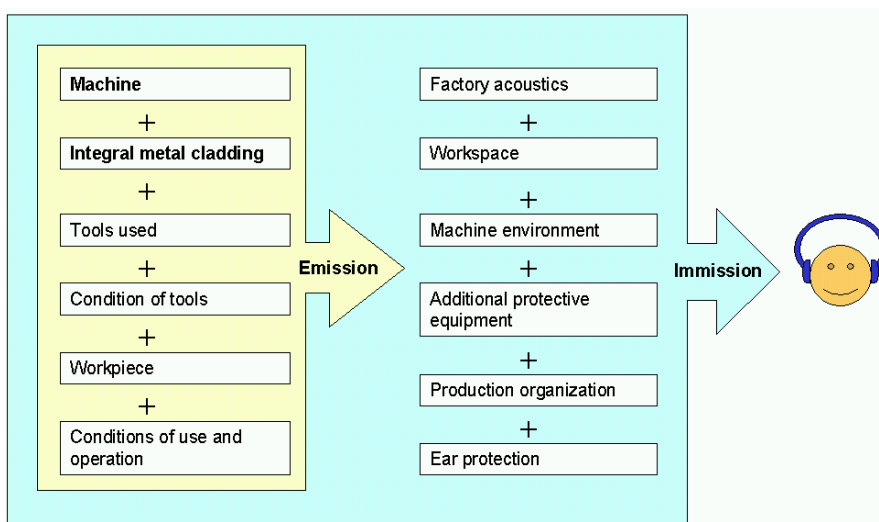 Machine
+
Integral metal cladding
+
Tools used
+
Condition of tools
+
Workpiece
+
Conditions of use and
operation
Emission
Factory acoustics
+
Workspace
+
Machine environment
+
Additional protective
equipment
+
Production organization
+
Ear protection
Immission